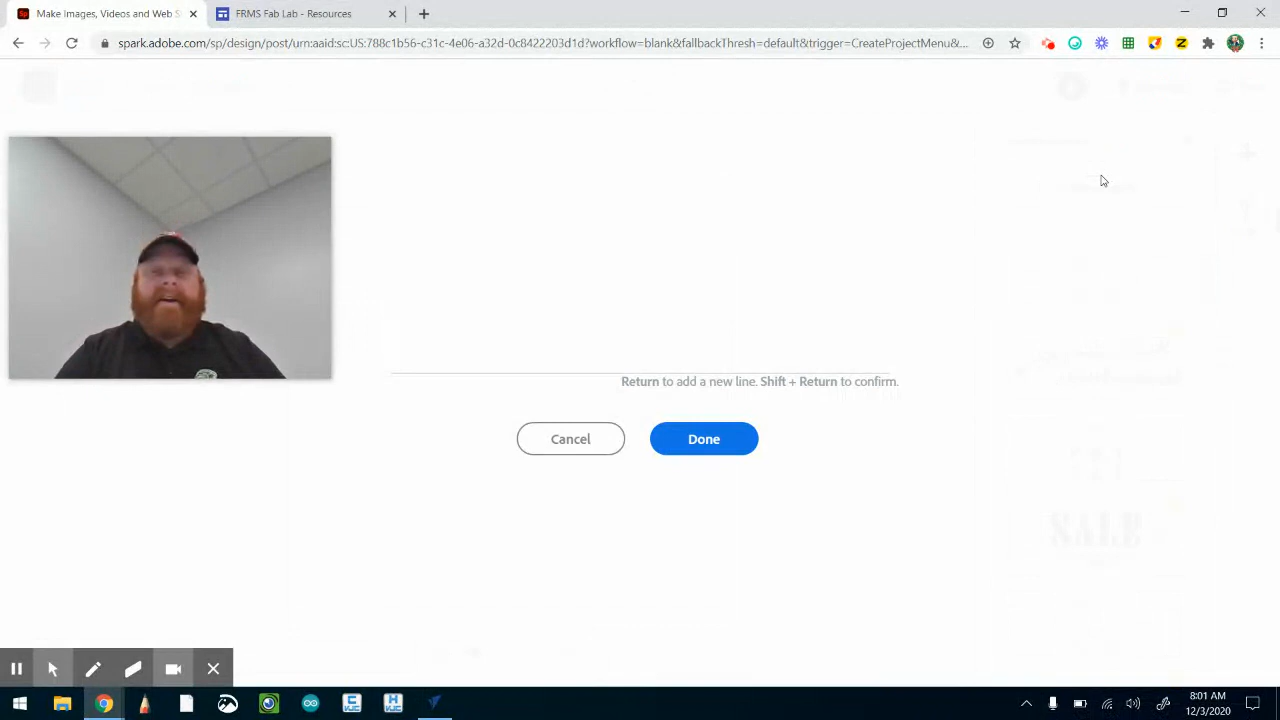 Make Images, Videos and Web S
FRMS Fab Lab - Resources
spark.adobe.com/sp/design/post/urn:aaid:sc:US:788c1b56-c31c-4e06-a22d-0c8422203d1d?workflow=blank&fallbackThresh=default&trigger=CreateProjectMenu&...
Return to add a new line. Shift + Return to confirm.
Cancel
Done
SALE
8:01 AM
12/3/2020